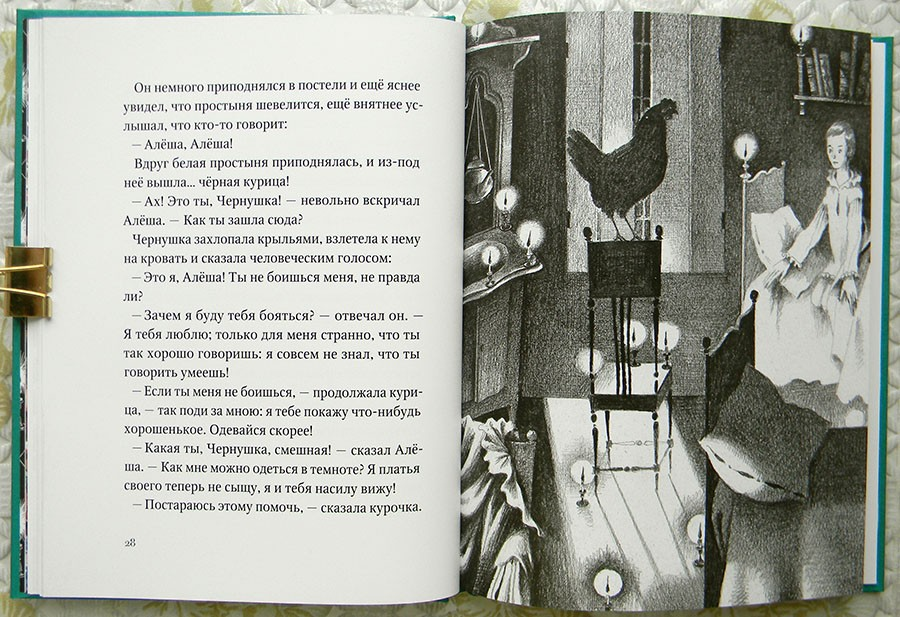 Он немного приподнялся в постели и ещё яснее
увидел, что простыня шевелится, ещё внятнее ус-
лышал, что кто-то говорит:
— Алёша, Алёша!
Вдруг белая простыня приподнялась, и из-под
неё вышла... чёрная курица!
— Ах! Это ты, Чернушка! — невольно вскричал
Алёша. — Как ты зашла сюда?
Чернушка захлопала крыльями, взлетела к нему
на кровать и сказала человеческим голосом:
— Это я, Алёша! Ты не боишься меня, не правда
ли?
— Зачем я буду тебя бояться? — отвечал он. —
Я тебя люблю; только для меня странно, что ты
так хорошо говоришь: я совсем не знал, что ты
говорить умеешь!
— Если ты меня не боишься, — продолжала кури-
ца, — так поди за мною: я тебе покажу что-нибудь
хорошенькое. Одевайся скорее!
— Какая ты, Чернушка, смешная! — сказал Алё-
ша. — Как мне можно одеться в темноте? Я платья
своего теперь не сыщу, я и тебя насилу вижу!
— Постараюсь этому помочь, — сказала курочка.
28